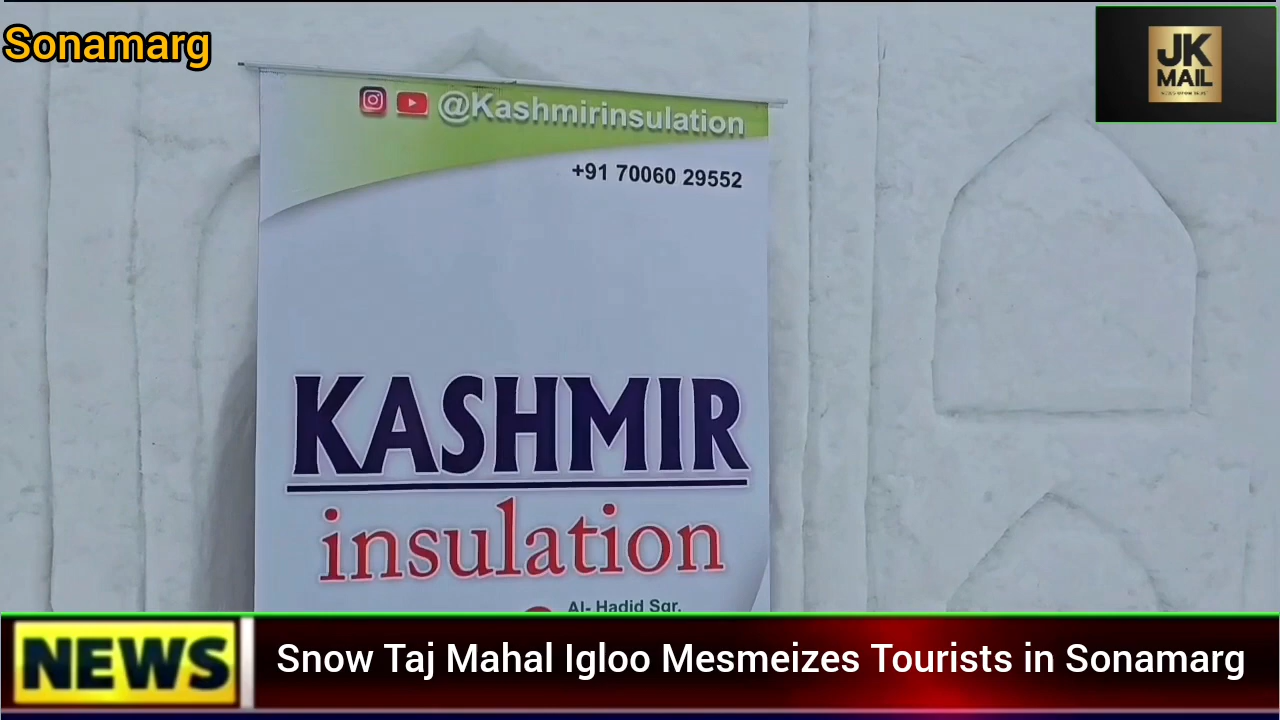 Sonamarg
JK
MAIL
@Kashmirinsulation
+91 70060 29552
KASHMIR
insulation
Al- Hadid Sqr.
NEWS
Snow Taj Mahal Igloo Mesmeizes Tourists in Sonamarg